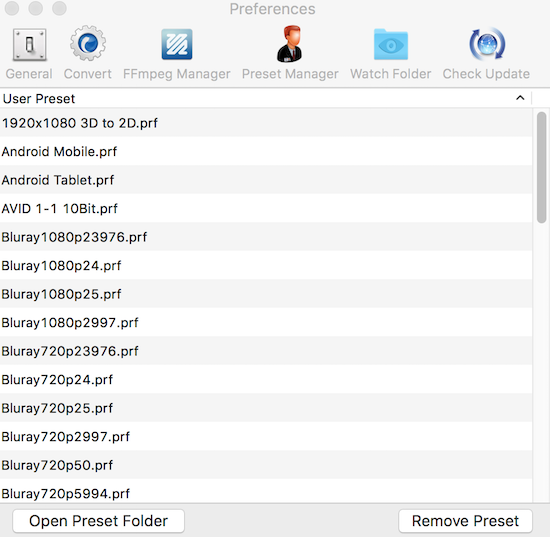 Preferences
General Convert FFmpeg Manager Preset Manager Watch Folder Check Update
User Preset
1920x1080 3D to 2D.prf
Android Mobile.prf
Android Tablet.prf
AVID 1-1 10Bit.prf
Bluray1080p23976.prf
Bluray1080p24.prf
Bluray1080p25.prf
Bluray1080p2997.prf
Bluray720p23976.prf
Bluray720p24.prf
Bluray720p25.prf
Bluray720p2997.prf
Bluray720p50.prf
Bluray720p5994.prf
Open Preset Folder Remove Preset